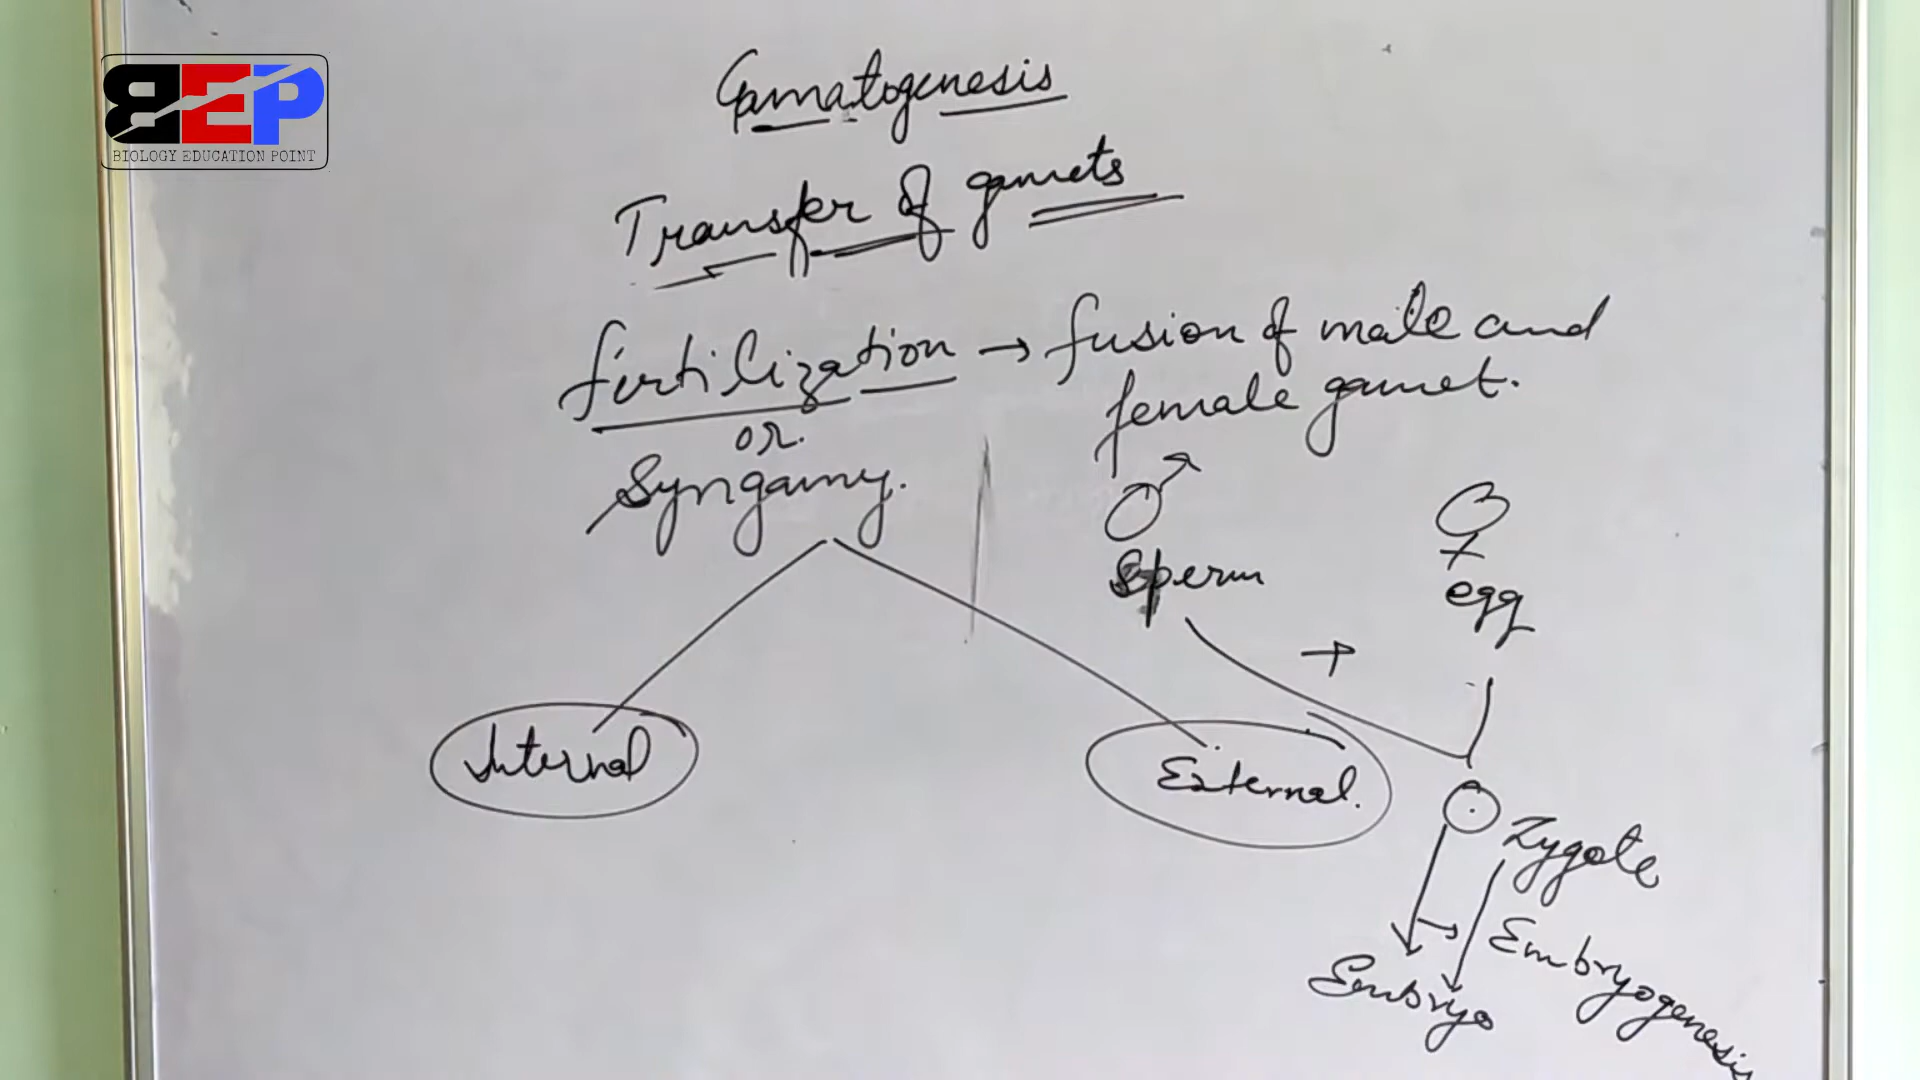 BEP
BIOLOGY EDUCATION POINT
Gamatogenesis
Transfer of gamets
fertilization → fusion of male and
female gamet.
or
Syngamy.
♂ ♀
Sperm → egg
Internal External.
Zygote
Embryogenesis
Embryo